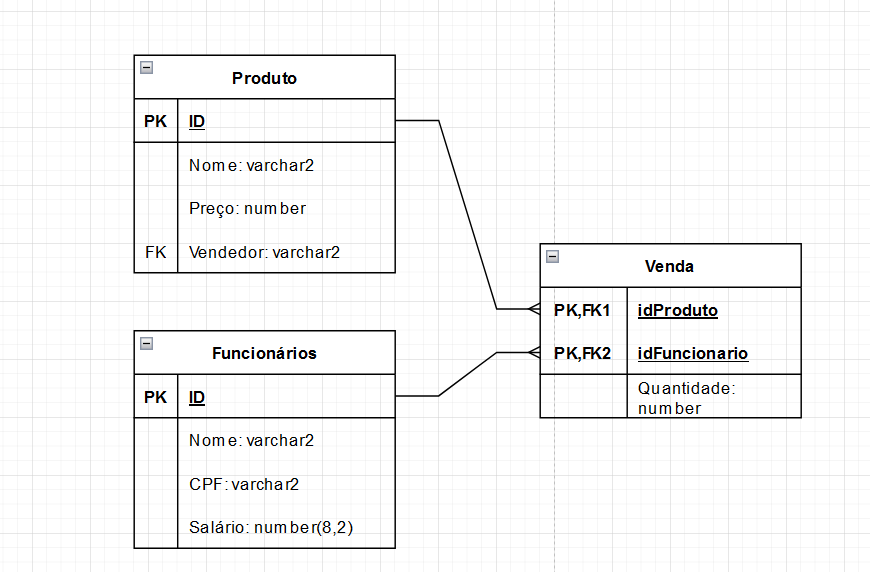 Produto
PK ID
Nome: varchar2
Preço: number
FK Vendedor: varchar2
Venda
PK,FK1 idProduto
PK,FK2 idFuncionario
Quantidade:
number
Funcionários
PK ID
Nome: varchar2
CPF: varchar2
Salário: number(8,2)